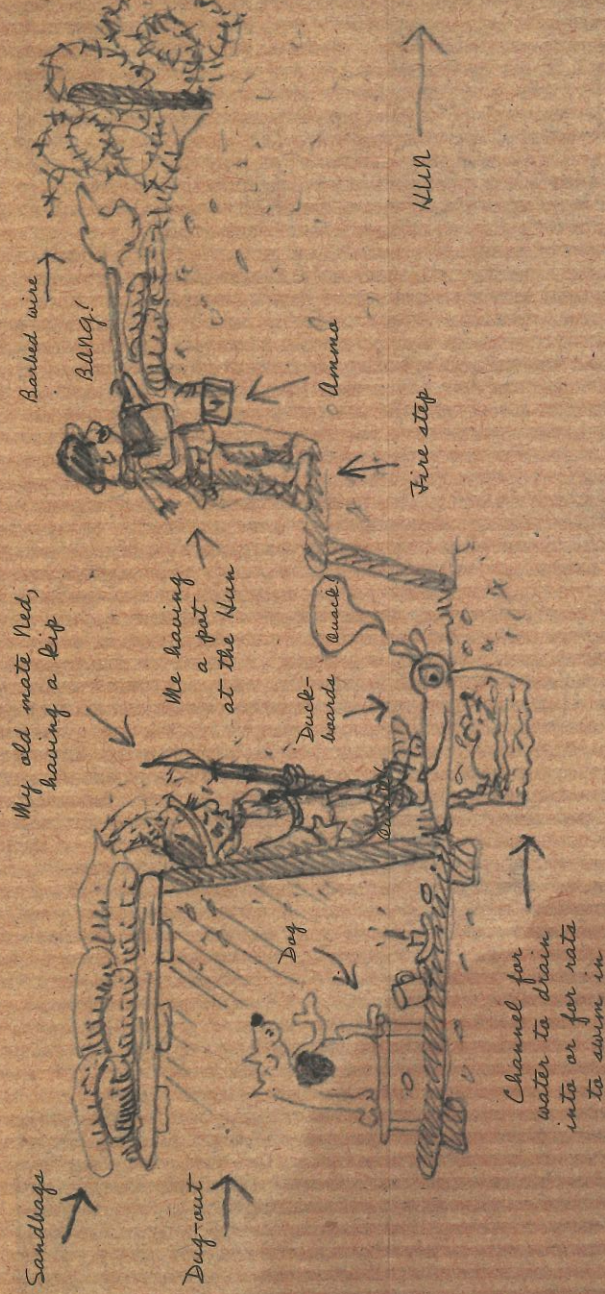 Sandbags
My old mate Ned,
having a kip
Barbed wire
BANG!
Dug-out
Me having
a pot
at the Hun
Dog
Duck-
boards
Quack!
Ammo
Fire step
HUN
Channel for
water to drain
into or for rats
to swim in